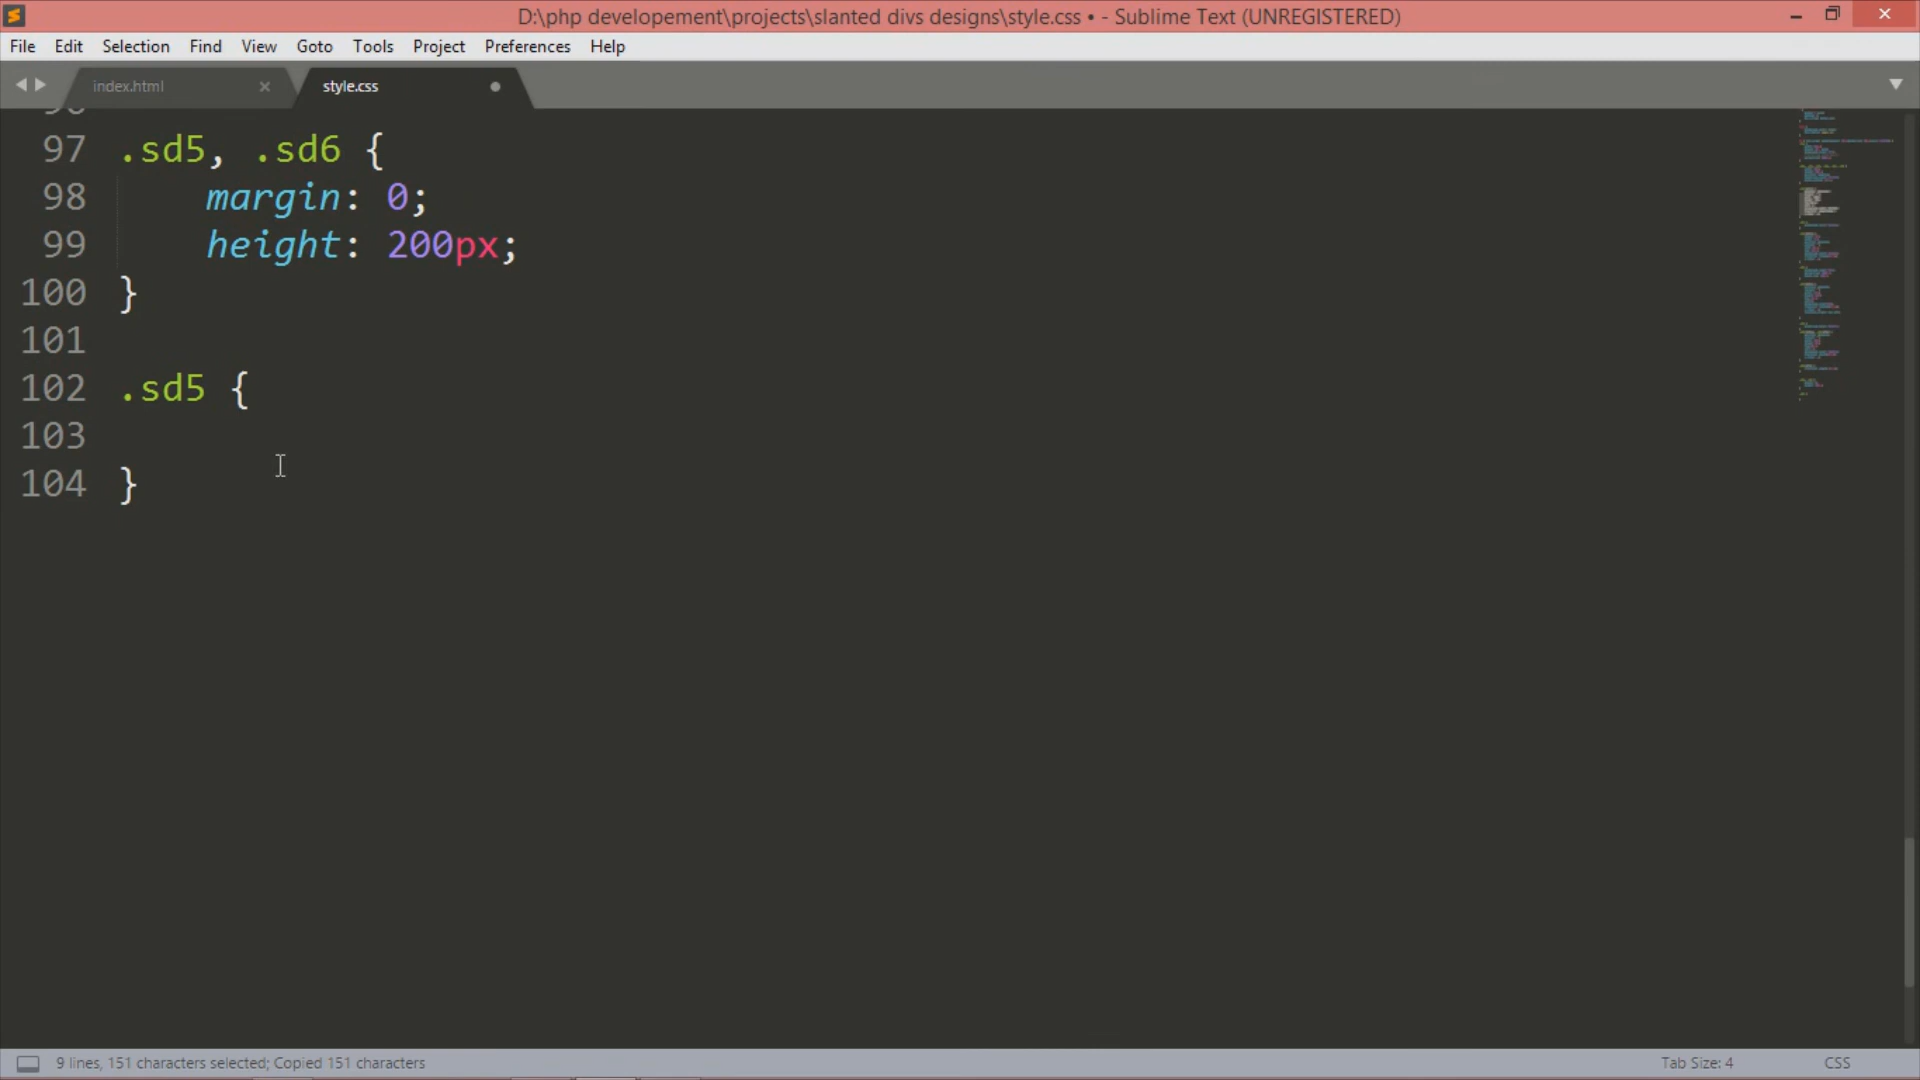 D:\php developement\projects\slanted divs designs\style.css • - Sublime Text (UNREGISTERED)
File Edit Selection Find View Goto Tools Project Preferences Help
index.html style.css
97 .sd5, .sd6 {
98 margin: 0;
99 height: 200px;
100 }
101
102 .sd5 {
103
104 }
9 lines, 151 characters selected; Copied 151 characters Tab Size: 4 CSS